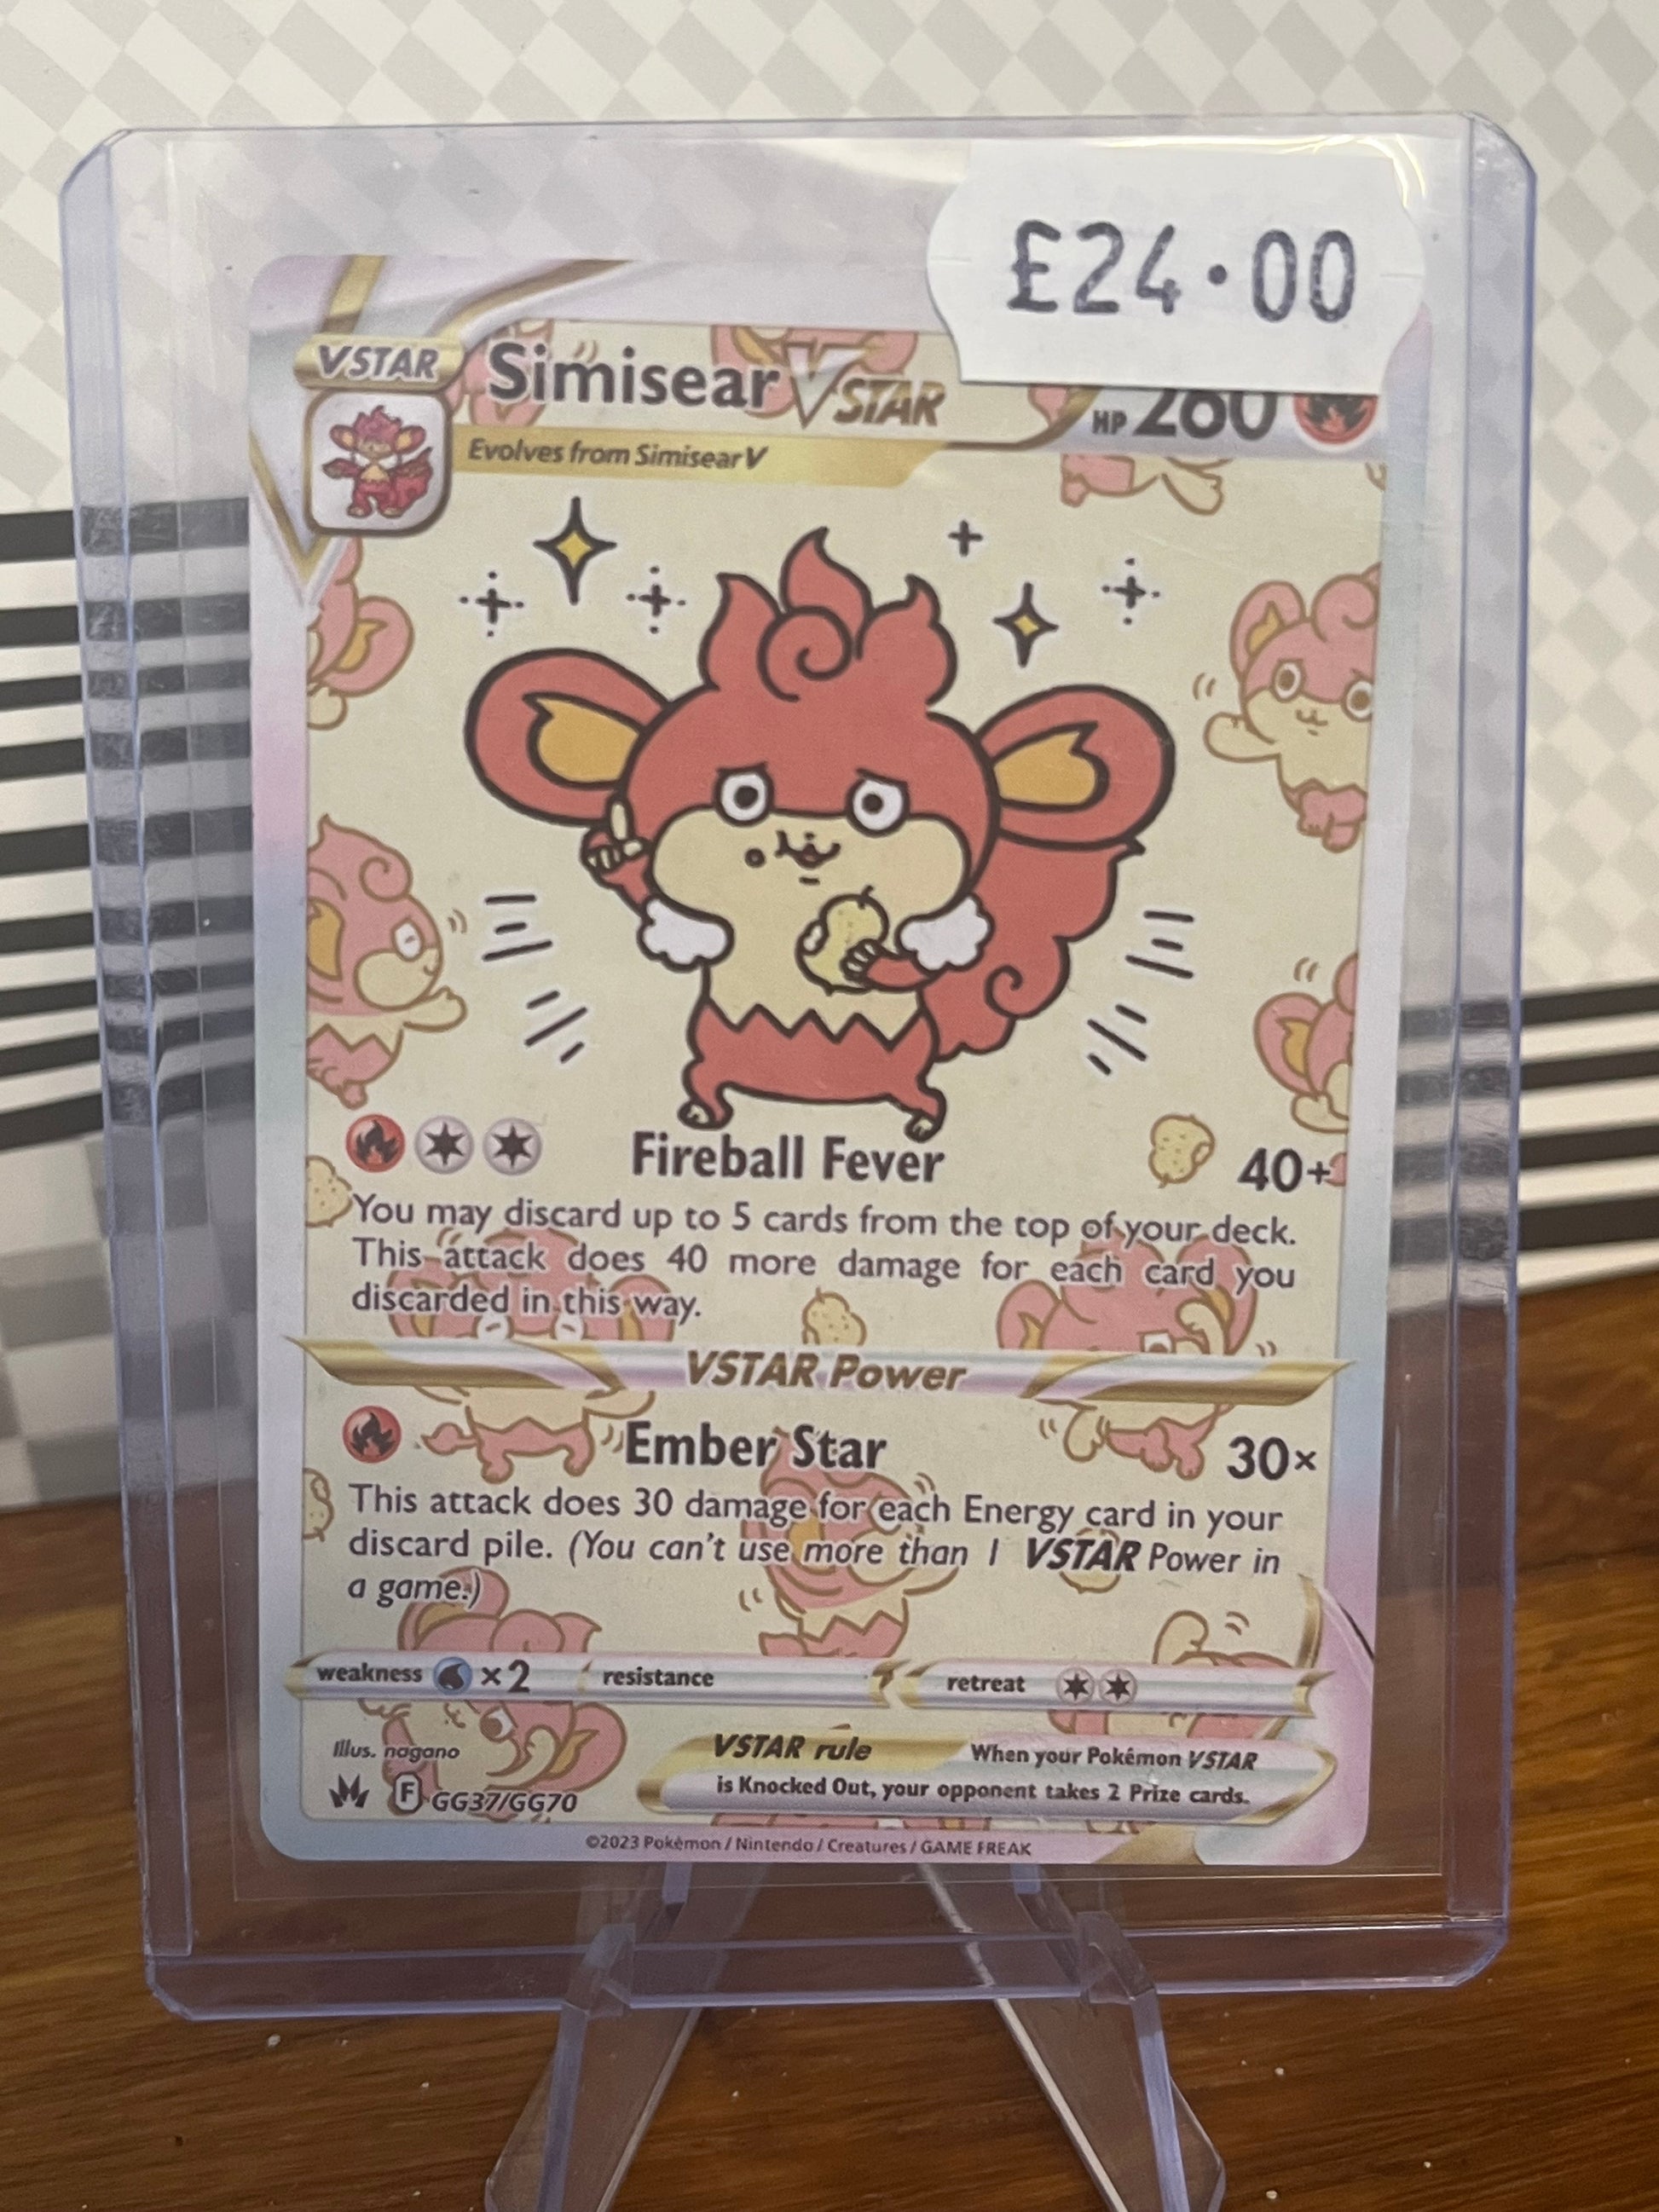 £24.00
VSTAR
Simisear VSTAR
HP 260
Evolves from Simisear V
Fireball Fever 40+
You may discard up to 5 cards from the top of your deck.
This attack does 40 more damage for each card you
discarded in this way.
VSTAR Power
Ember Star 30×
This attack does 30 damage for each Energy card in your
discard pile. (You can't use more than 1 VSTAR Power in
a game.)
weakness ×2 resistance retreat
Illus. nagano
VSTAR rule When your Pokémon VSTAR
is Knocked Out, your opponent takes 2 Prize cards.
F GG37/GG70
©2023 Pokémon / Nintendo / Creatures / GAME FREAK